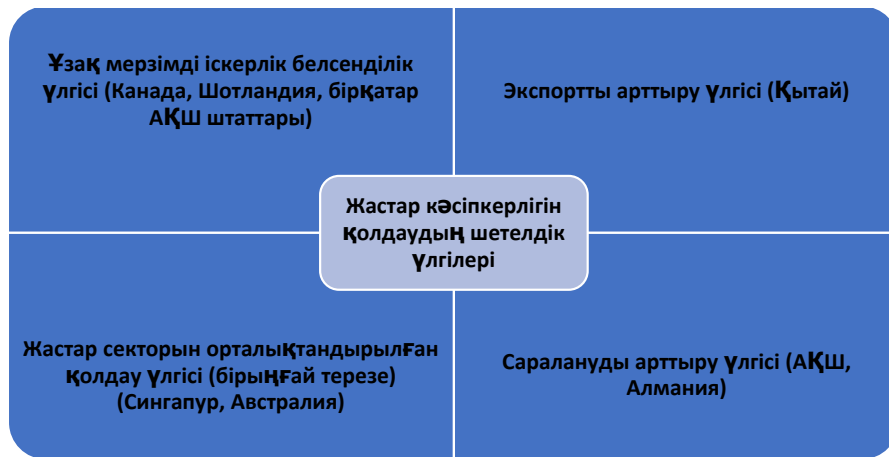 Ұзақ мерзімді іскерлік белсенділік
үлгісі (Канада, Шотландия, бірқатар
АҚШ штаттары)
Экспортты арттыру үлгісі (Қытай)
Жастар кәсіпкерлігін
қолдаудың шетелдік
үлгілері
Жастар секторын орталықтандырылған
қолдау үлгісі (бірыңғай терезе)
(Сингапур, Австралия)
Саралануды арттыру үлгісі (АҚШ,
Алмания)